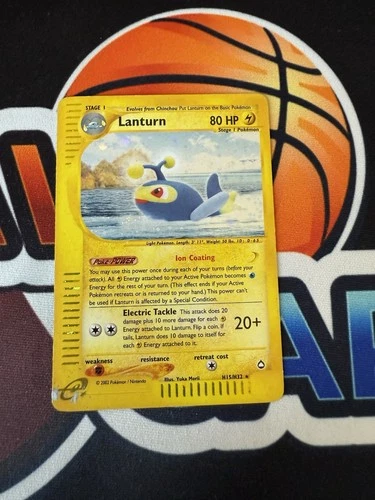 STAGE 1
Evolves from Chinchou Put Lanturn on the Basic Pokémon
Lanturn 80 HP
Stage 1 Pokémon
Light Pokémon. Length: 3' 11", Weight: 50 lbs.
POKé-POWER Ion Coating
You may use this power once during each of your turns (before your
attack). All Energy attached to your Active Pokémon becomes
Energy for the rest of your turn. (This effect ends if your
Active Pokémon retreats or is returned to your hand.) This power can't
be used if Lanturn is affected by a Special Condition.
Electric Tackle This attack does 20
damage plus 10 more damage for each
Energy attached to Lanturn. Flip a coin. If
tails, Lanturn does 10 damage to itself for
each Energy attached to it.
20+
weakness resistance retreat cost
© 2002 Pokémon / Nintendo
Illus. Toka Morii H15/H32